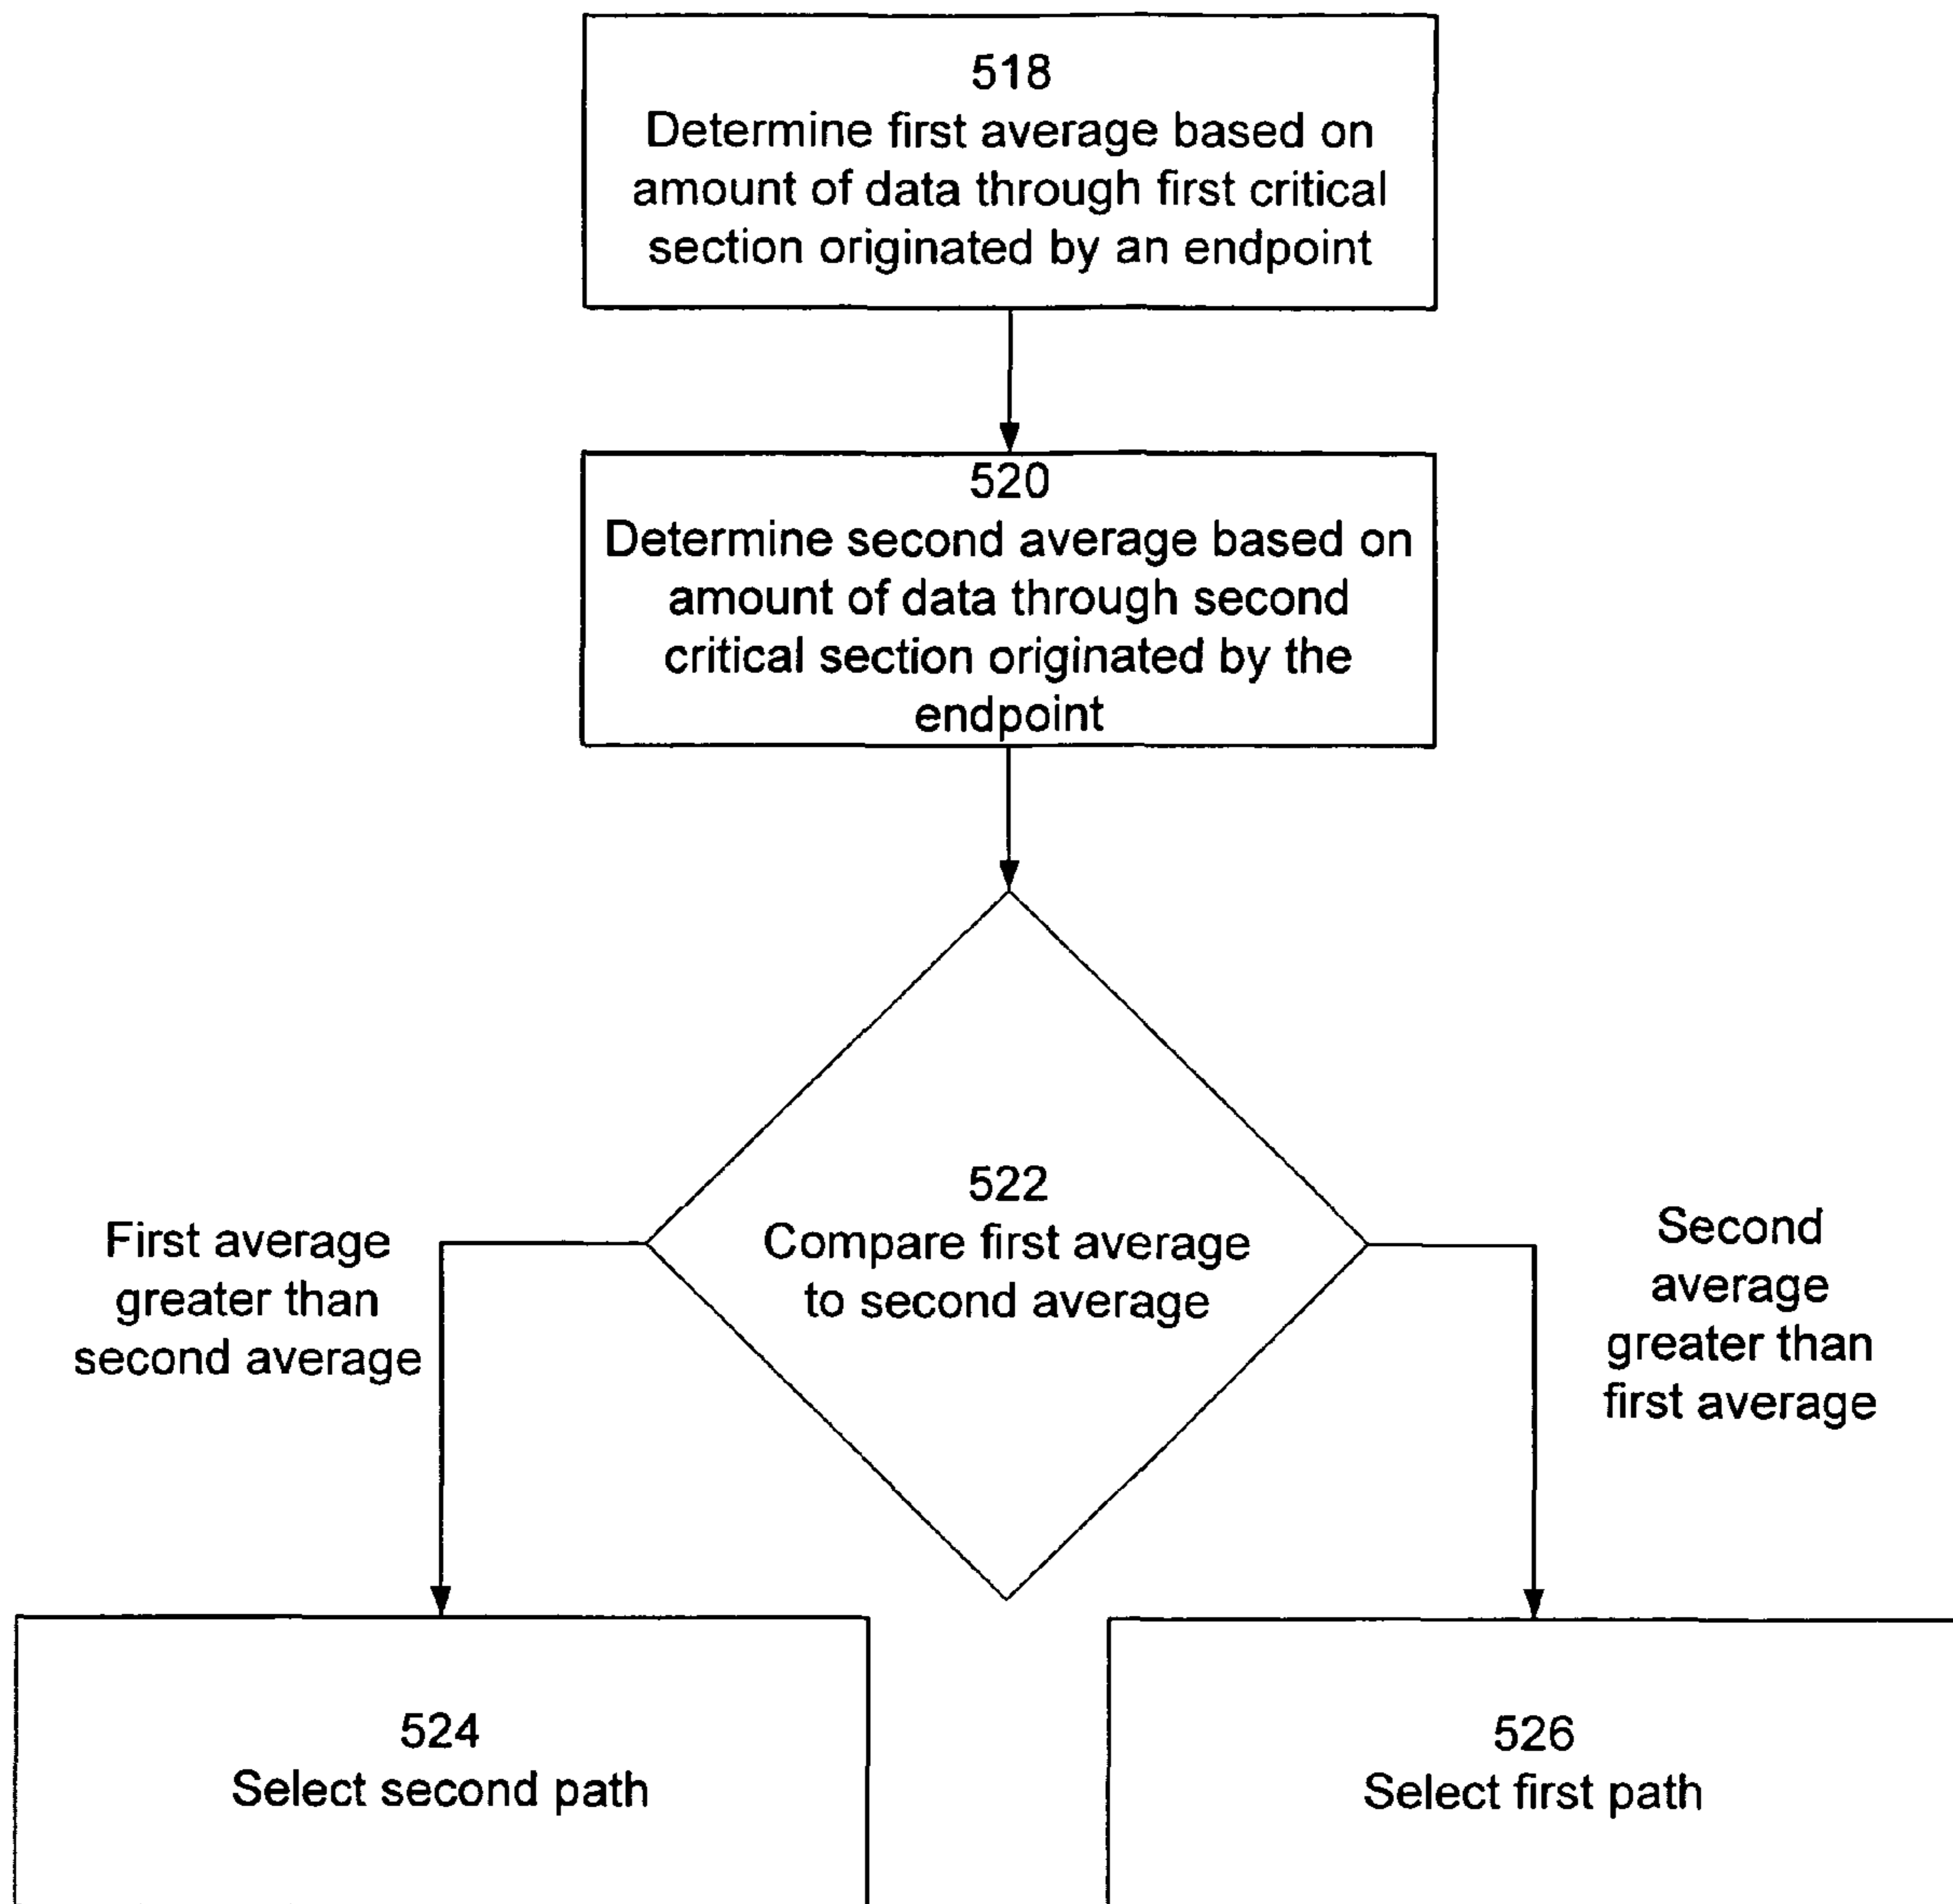 518
Determine first average based on
amount of data through first critical
section originated by an endpoint
520
Determine second average based on
amount of data through second
critical section originated by the
endpoint
522
Compare first average
to second average
First average
greater than
second average
Second
average
greater than
first average
524
Select second path
526
Select first path